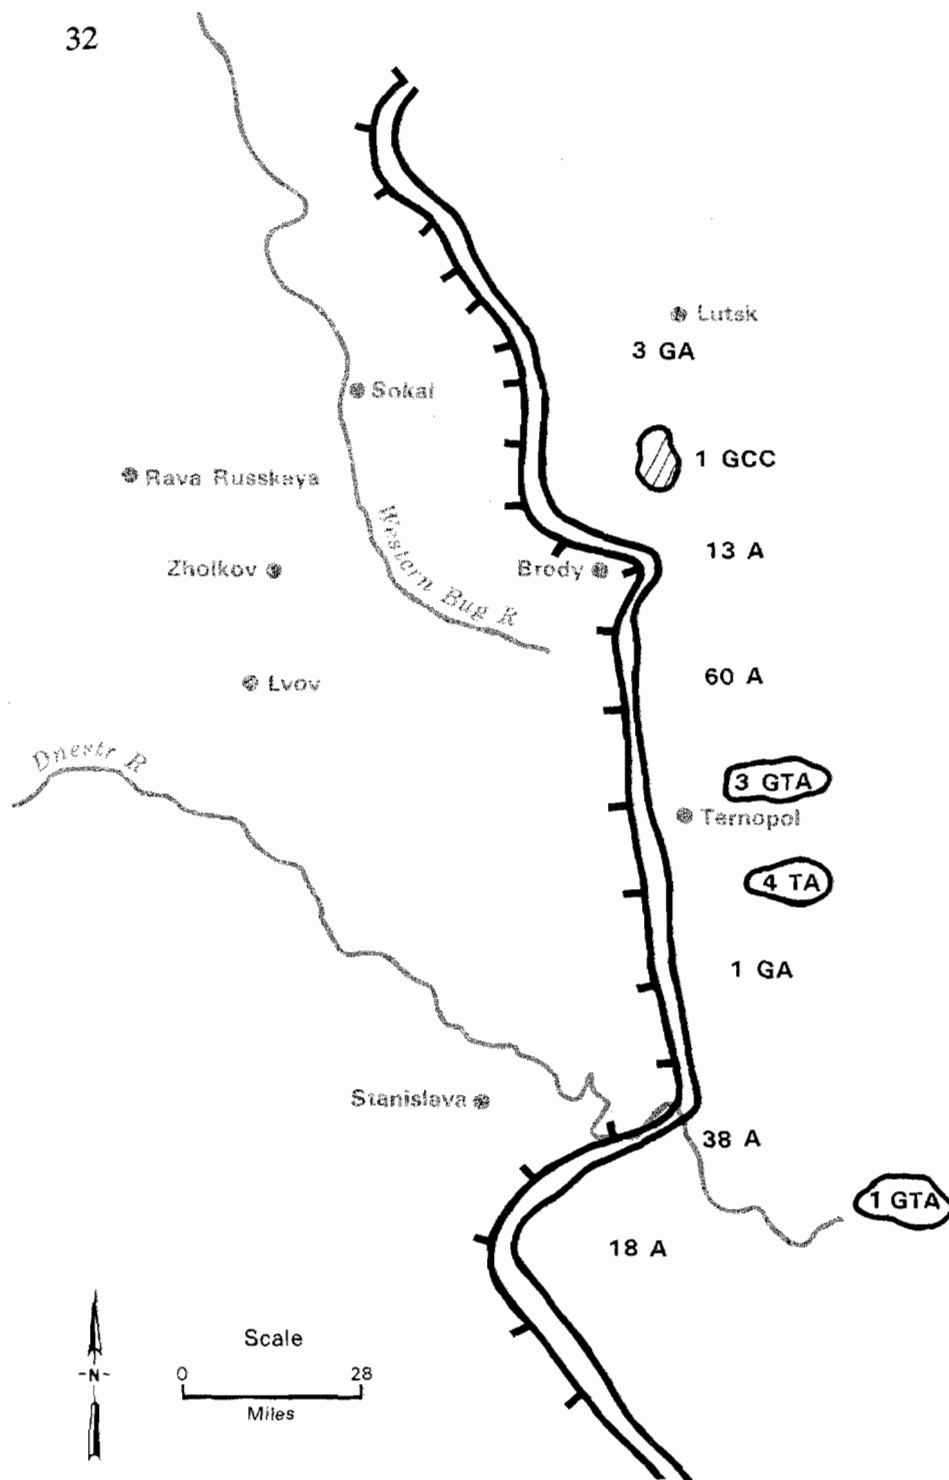 32
Lutsk
3 GA
Sokal
1 GCC
Rava Russkaya
Western Bug R
13 A
Zholkov
Brody
60 A
Lvov
Dnestr R
3 GTA
Ternopol
4 TA
1 GA
Stanislava
38 A
1 GTA
18 A
Scale
-N-
0 28
Miles